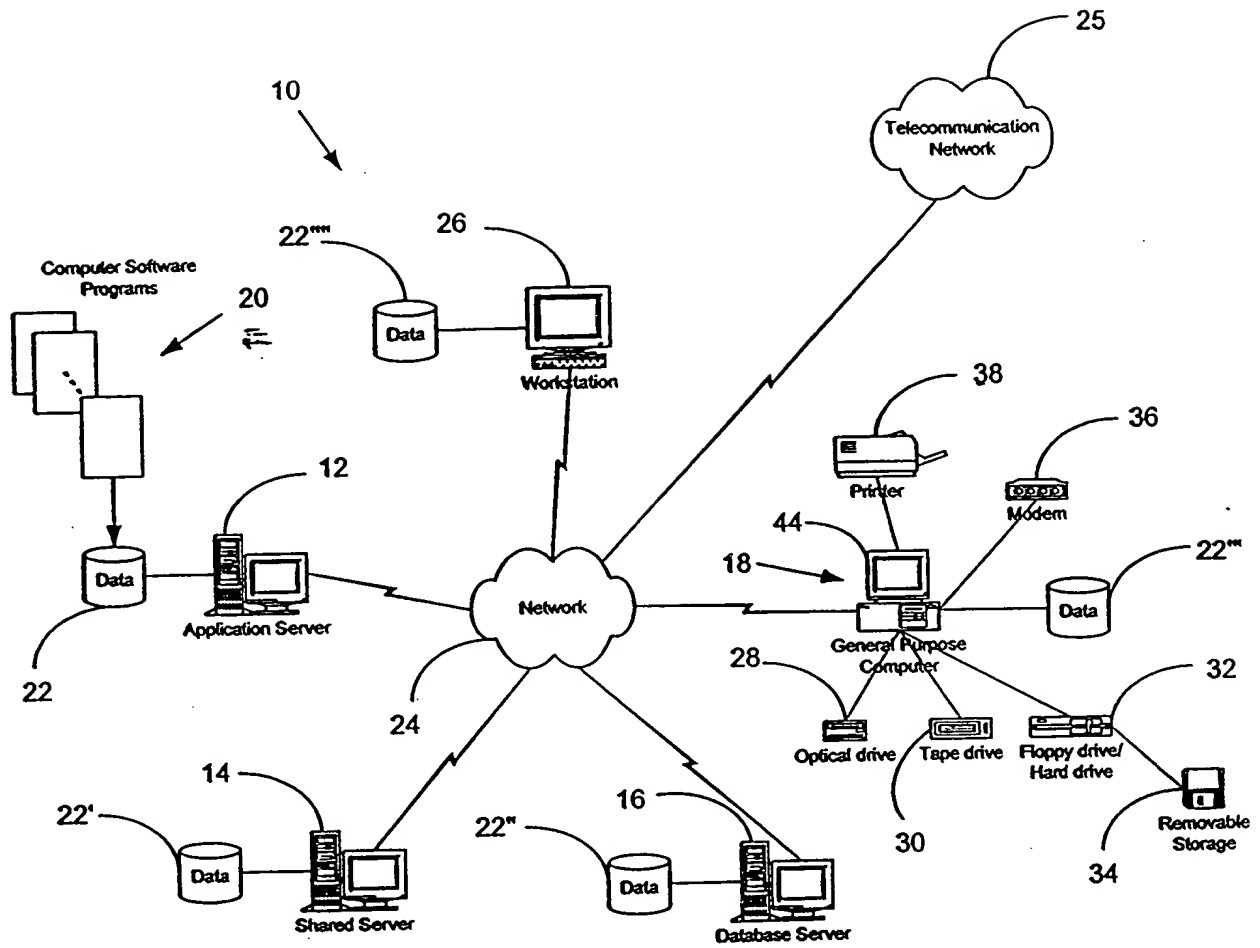 25
10
Telecommunication
Network
26
22""
Computer Software
Programs
20
Data
Workstation
38
36
Printer
Modem
12
44
18
22"'
Data
Application Server
Network
Data
General Purpose
Computer
22
24
28
32
Optical drive
Tape drive
Floppy drive/
Hard drive
14
16
30
22'
22"
Removable
Storage
34
Data
Data
Shared Server
Database Server